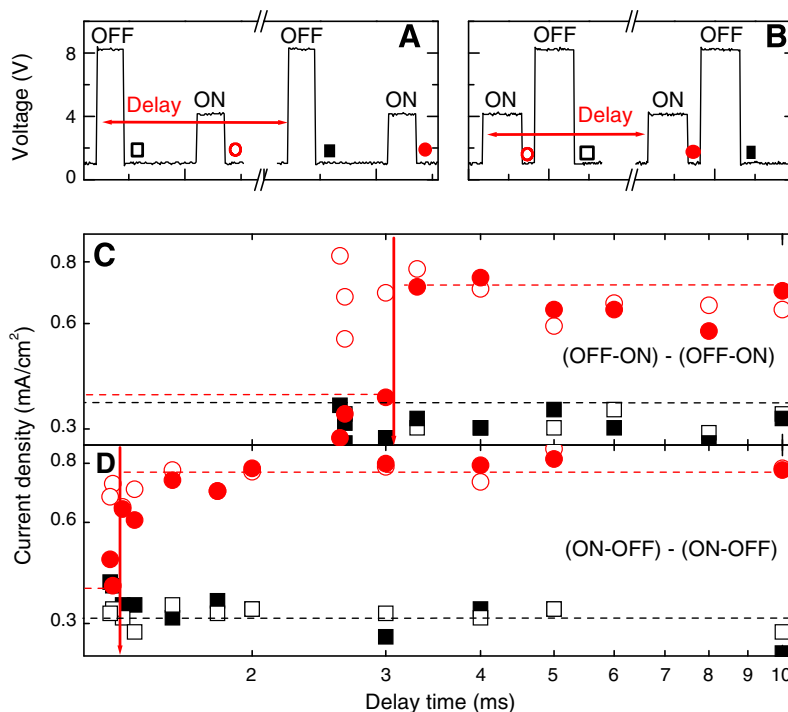 A
B
OFF
OFF
OFF
OFF
ON
ON
ON
ON
Delay
Delay
Voltage (V)
8
4
0
C
0.8
0.6
0.3
(OFF-ON) - (OFF-ON)
Current density (mA/cm²)
D
0.8
0.6
0.3
(ON-OFF) - (ON-OFF)
2 3 4 5 6 7 8 9 10
Delay time (ms)